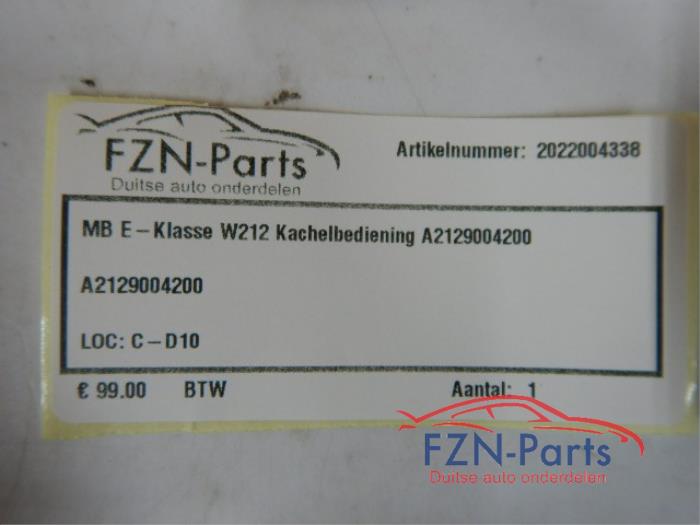 FZN-Parts
Duitse auto onderdelen
Artikelnummer: 2022004338
MB E-Klasse W212 Kachelbediening A2129004200
A2129004200
LOC: C-D10
€ 99.00 BTW Aantal: 1
FZN-Parts
Duitse auto onderdelen